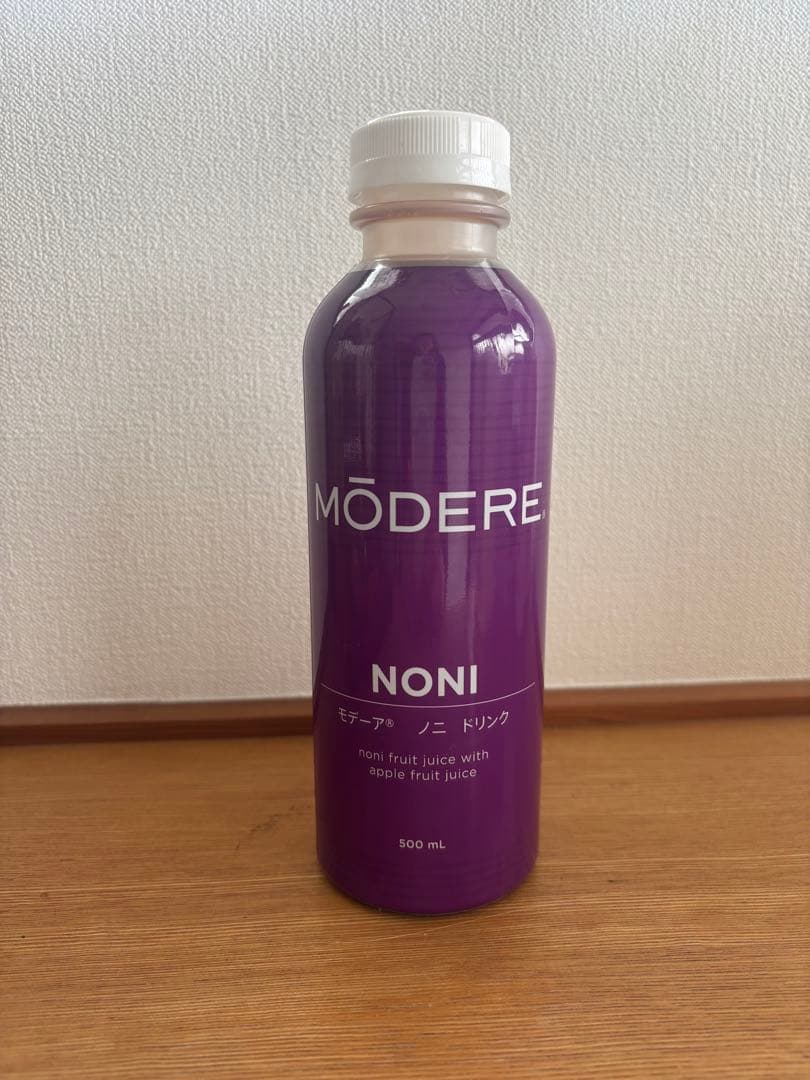 MŌDERE®
NONI
モデーア® ノニ ドリンク
noni fruit juice with
apple fruit juice
500 mL